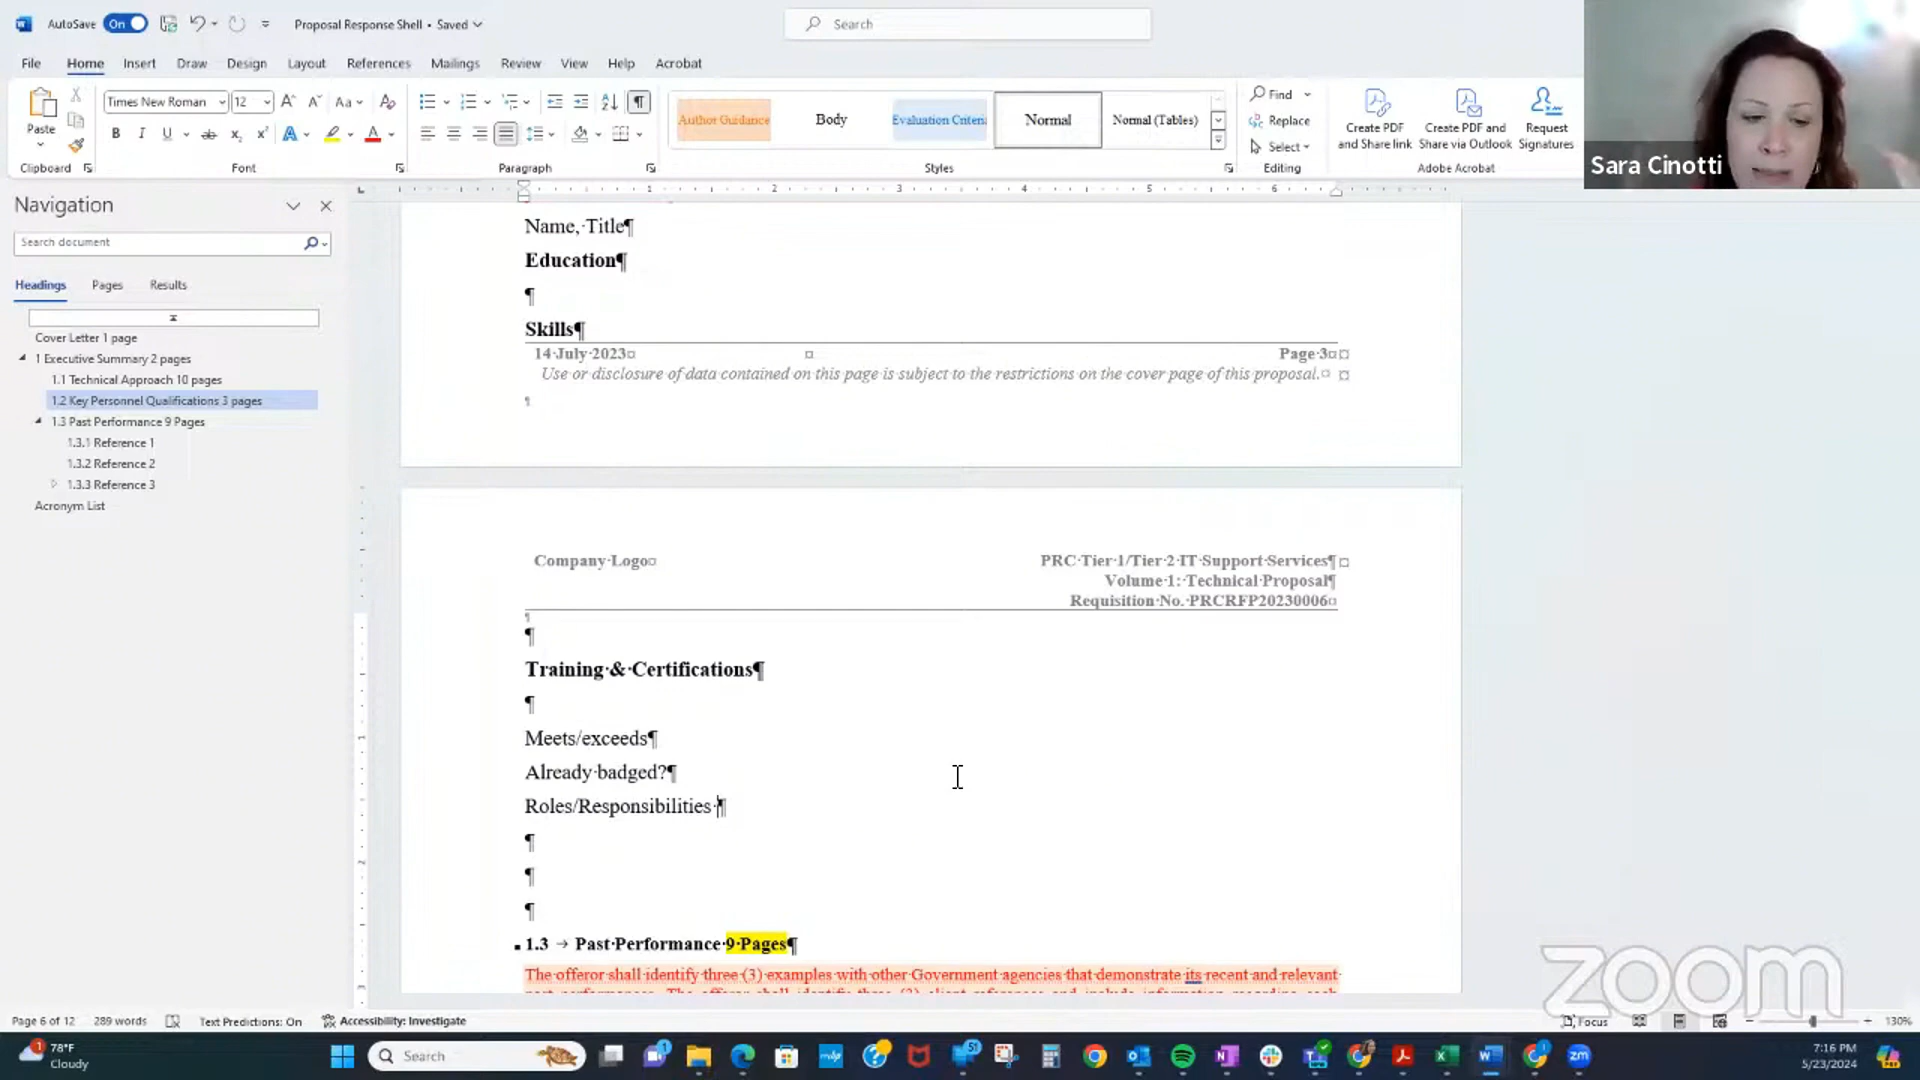 AutoSave On Proposal Response Shell • Saved Search
File Home Insert Draw Design Layout References Mailings Review View Help Acrobat
Paste
Clipboard
Times New Roman 12
Font
Paragraph
Author Guidance Body Evaluation Criteri Normal Normal (Tables)
Styles
Find
Replace
Select
Editing
Create PDF and Share link
Create PDF and Share via Outlook
Request Signatures
Adobe Acrobat
Sara Cinotti
Navigation
Search document
Headings Pages Results
Cover Letter 1 page
1 Executive Summary 2 pages
1.1 Technical Approach 10 pages
1.2 Key Personnel Qualifications 3 pages
1.3 Past Performance 9 Pages
1.3.1 Reference 1
1.3.2 Reference 2
1.3.3 Reference 3
Acronym List
1 2 3 4 5 6
Name, Title¶
Education¶
¶
Skills¶
14 July 2023 Page 3
Use or disclosure of data contained on this page is subject to the restrictions on the cover page of this proposal.
¶
Company Logo
PRC Tier 1/Tier 2 IT Support Services¶
Volume 1: Technical Proposal¶
Requisition No. PRCRFP20230006
¶
¶
Training & Certifications¶
¶
Meets/exceeds¶
Already badged?¶
Roles/Responsibilities ¶
¶
¶
¶
1.3 → Past Performance 9 Pages¶
The offeror shall identify three (3) examples with other Government agencies that demonstrate its recent and relevant
zoom
Page 6 of 12 289 words Text Predictions: On Accessibility: Investigate Focus 130%
78°F
Cloudy
Search
7:16 PM
5/23/2024